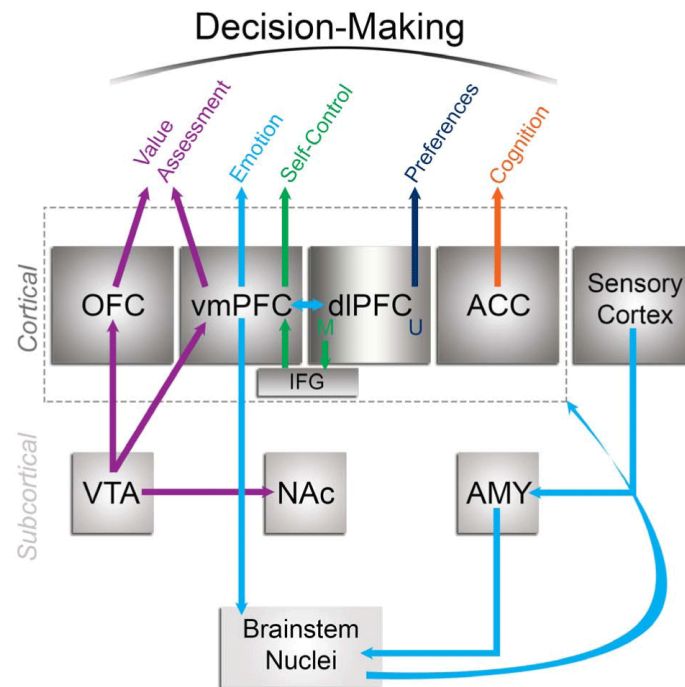 Decision-Making
Value
Assessment
Emotion
Self-Control
Preferences
Cognition
Cortical
OFC
vmPFC
dlPFC
ACC
Sensory
Cortex
M
U
IFG
Subcortical
VTA
NAc
AMY
Brainstem
Nuclei